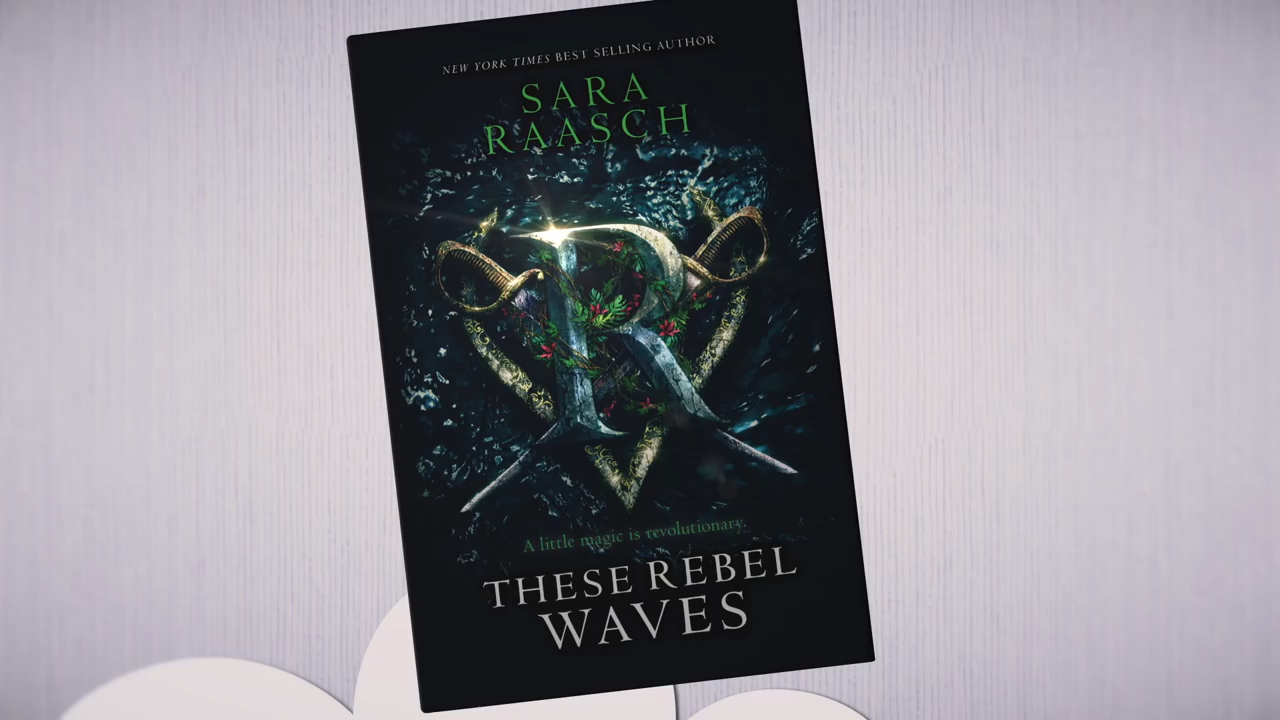 NEW YORK TIMES BEST SELLING AUTHOR
SARA
RAASCH
R
A little magic is revolutionary.
THESE REBEL
WAVES